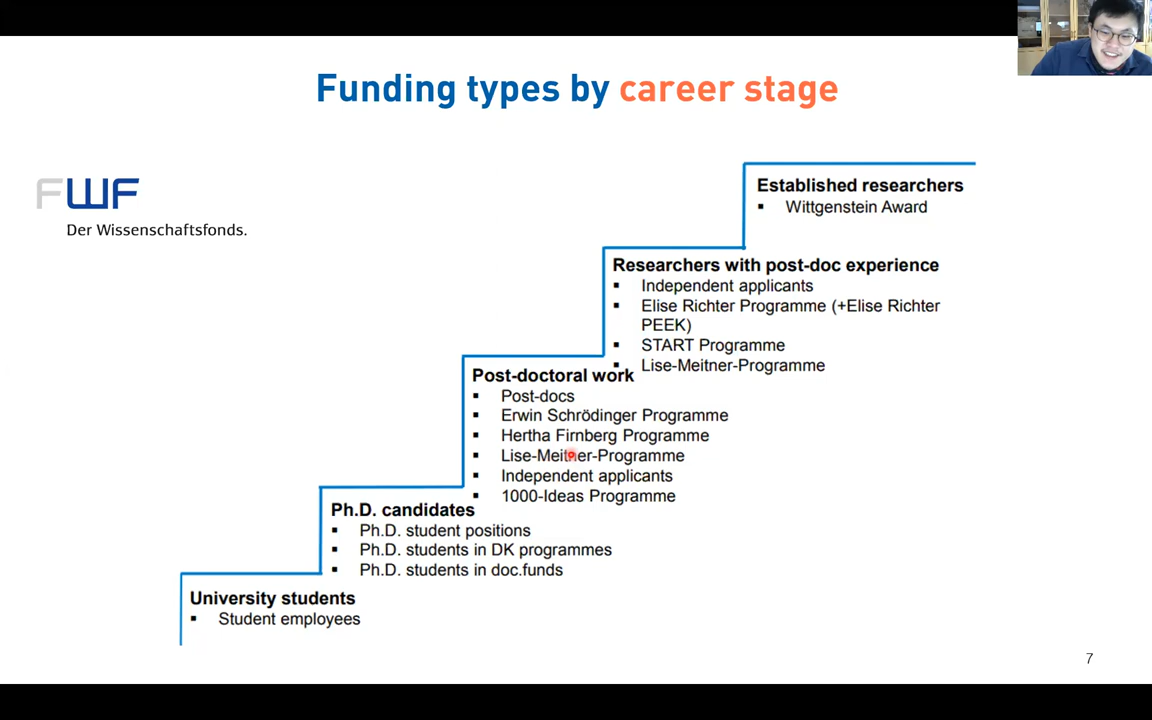 Funding types by career stage
FWF
Der Wissenschaftsfonds.
Established researchers
▪ Wittgenstein Award
Researchers with post-doc experience
▪ Independent applicants
▪ Elise Richter Programme (+Elise Richter
PEEK)
▪ START Programme
▪ Lise-Meitner-Programme
Post-doctoral work
▪ Post-docs
▪ Erwin Schrödinger Programme
▪ Hertha Firnberg Programme
▪ Lise-Meitner-Programme
▪ Independent applicants
▪ 1000-Ideas Programme
Ph.D. candidates
▪ Ph.D. student positions
▪ Ph.D. students in DK programmes
▪ Ph.D. students in doc.funds
University students
▪ Student employees
7